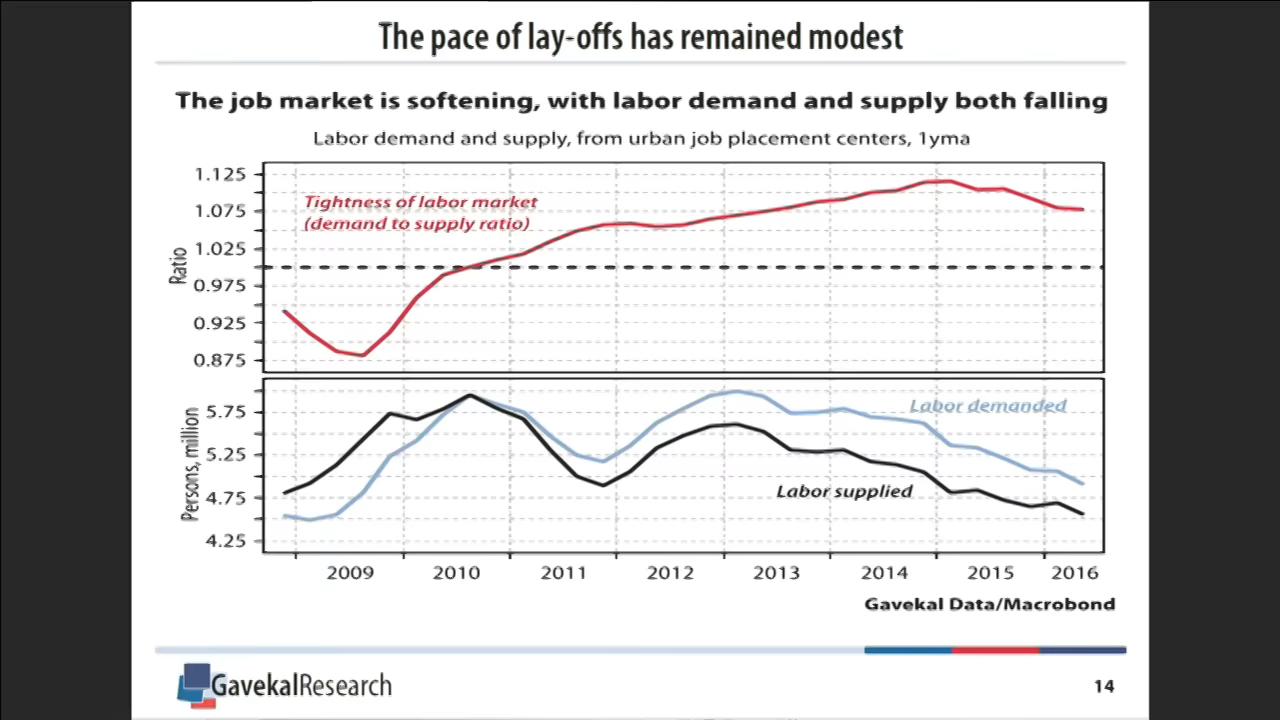 The pace of lay-offs has remained modest
The job market is softening, with labor demand and supply both falling
Labor demand and supply, from urban job placement centers, 1yma
1.125
1.075
1.025
0.975
0.925
0.875
Ratio
Tightness of labor market
(demand to supply ratio)
5.75
5.25
4.75
4.25
Persons, million
Labor demanded
Labor supplied
2009 2010 2011 2012 2013 2014 2015 2016
Gavekal Data/Macrobond
GavekalResearch
14